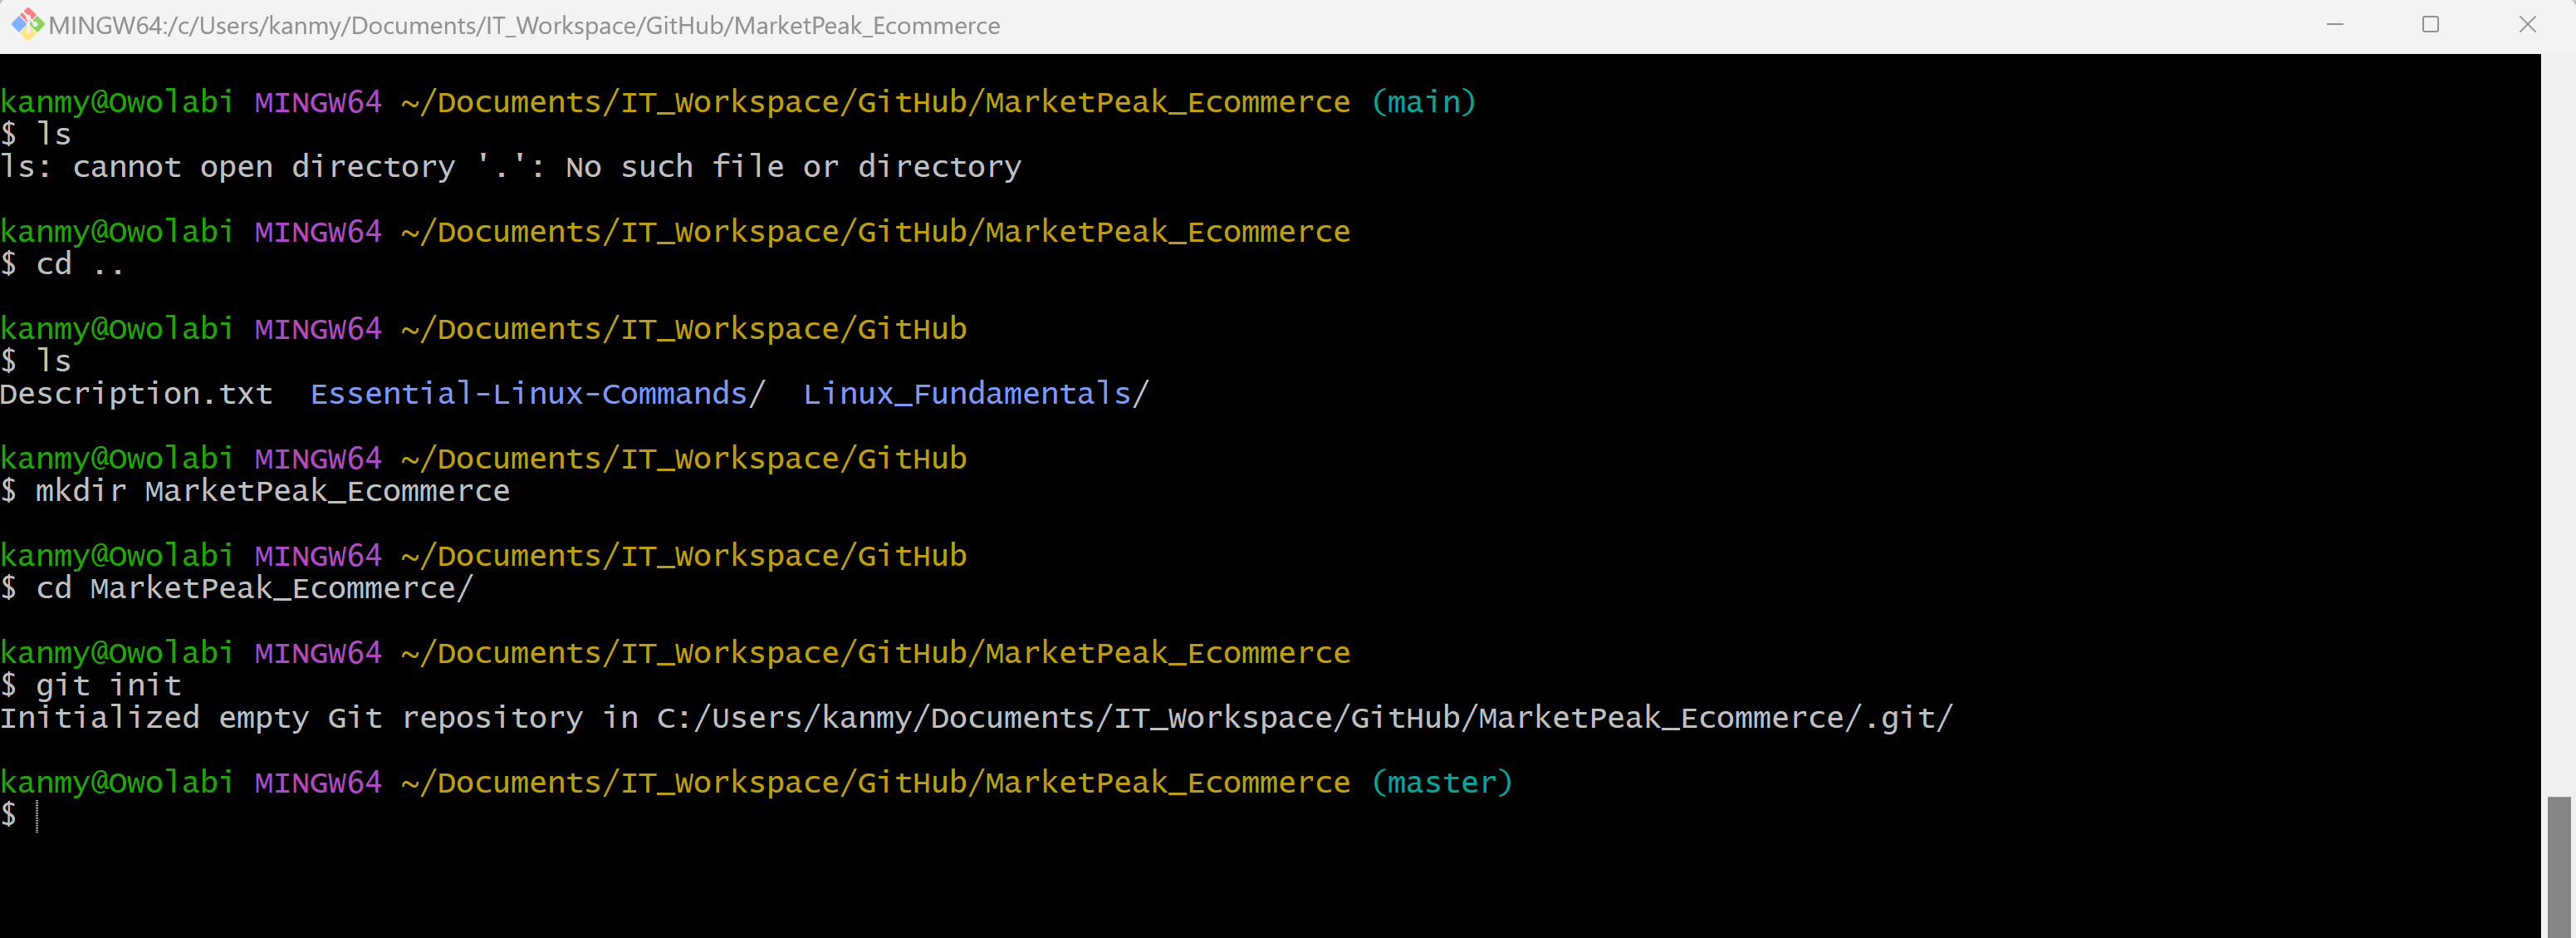 MINGW64:/c/Users/kanmy/Documents/IT_Workspace/GitHub/MarketPeak_Ecommerce
kanmy@Owolabi MINGW64 ~/Documents/IT_Workspace/GitHub/MarketPeak_Ecommerce (main)
$ ls
ls: cannot open directory '.': No such file or directory
kanmy@Owolabi MINGW64 ~/Documents/IT_Workspace/GitHub/MarketPeak_Ecommerce
$ cd ..
kanmy@Owolabi MINGW64 ~/Documents/IT_Workspace/GitHub
$ ls
Description.txt  Essential-Linux-Commands/  Linux_Fundamentals/
kanmy@Owolabi MINGW64 ~/Documents/IT_Workspace/GitHub
$ mkdir MarketPeak_Ecommerce
kanmy@Owolabi MINGW64 ~/Documents/IT_Workspace/GitHub
$ cd MarketPeak_Ecommerce/
kanmy@Owolabi MINGW64 ~/Documents/IT_Workspace/GitHub/MarketPeak_Ecommerce
$ git init
Initialized empty Git repository in C:/Users/kanmy/Documents/IT_Workspace/GitHub/MarketPeak_Ecommerce/.git/
kanmy@Owolabi MINGW64 ~/Documents/IT_Workspace/GitHub/MarketPeak_Ecommerce (master)
$